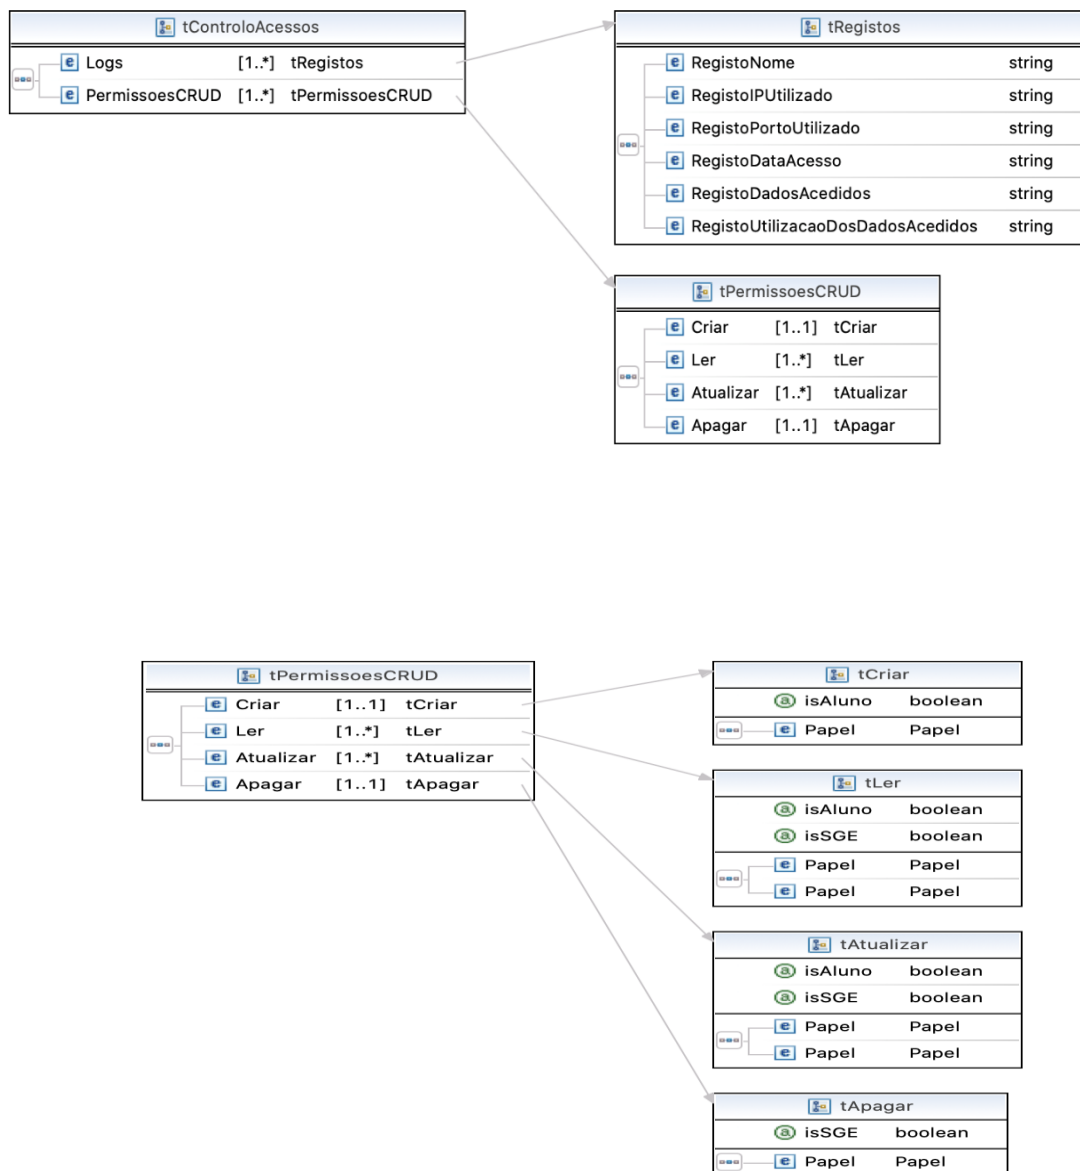 tControloAcessos
Logs [1..*] tRegistos
PermissoesCRUD [1..*] tPermissoesCRUD
tRegistos
RegistoNome string
RegistoIPUtilizado string
RegistoPortoUtilizado string
RegistoDataAcesso string
RegistoDadosAcedidos string
RegistoUtilizacaoDosDadosAcedidos string
tPermissoesCRUD
Criar [1..1] tCriar
Ler [1..*] tLer
Atualizar [1..*] tAtualizar
Apagar [1..1] tApagar
tPermissoesCRUD
Criar [1..1] tCriar
Ler [1..*] tLer
Atualizar [1..*] tAtualizar
Apagar [1..1] tApagar
tCriar
isAluno boolean
Papel Papel
tLer
isAluno boolean
isSGE boolean
Papel Papel
Papel Papel
tAtualizar
isAluno boolean
isSGE boolean
Papel Papel
Papel Papel
tApagar
isSGE boolean
Papel Papel